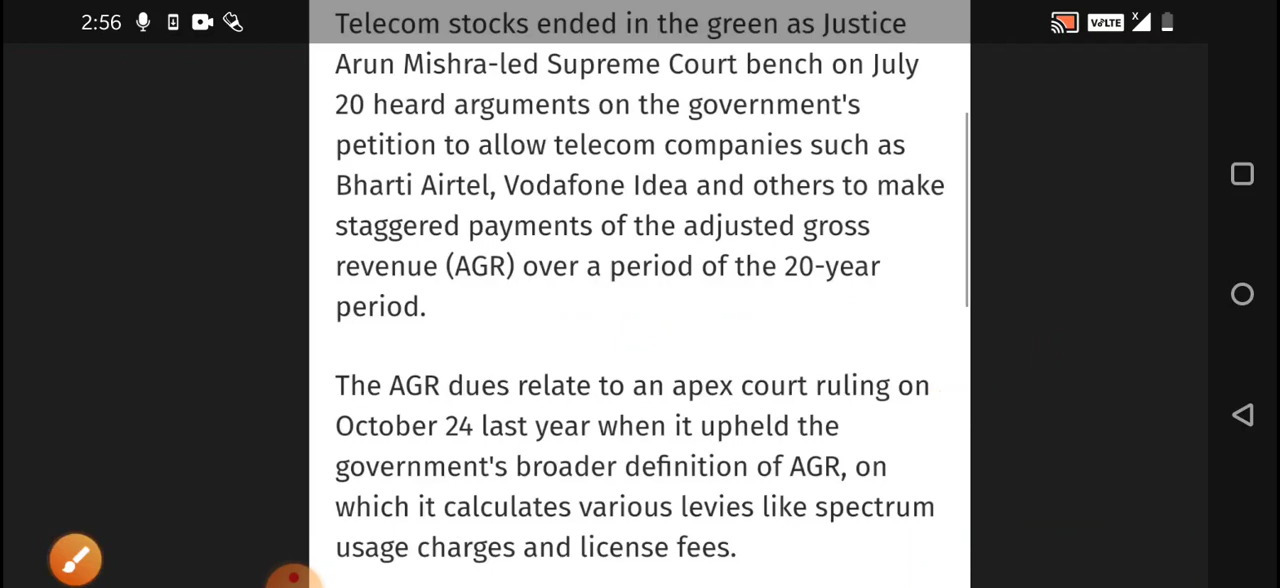 2:56
VoLTE
X
Telecom stocks ended in the green as Justice
Arun Mishra-led Supreme Court bench on July
20 heard arguments on the government's
petition to allow telecom companies such as
Bharti Airtel, Vodafone Idea and others to make
staggered payments of the adjusted gross
revenue (AGR) over a period of the 20-year
period.
The AGR dues relate to an apex court ruling on
October 24 last year when it upheld the
government's broader definition of AGR, on
which it calculates various levies like spectrum
usage charges and license fees.